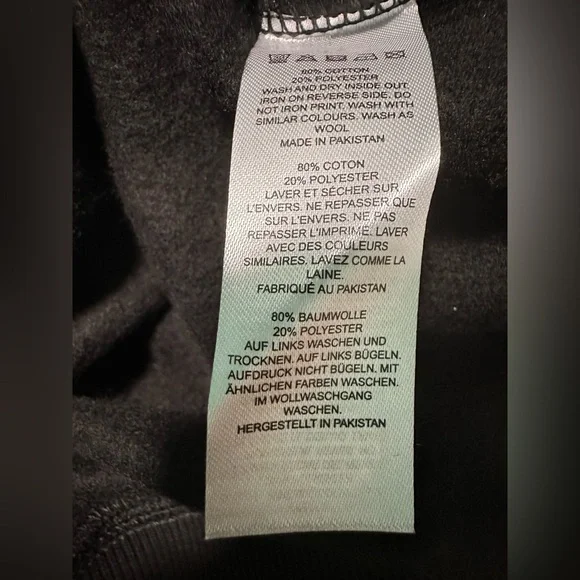 80% COTTON
20% POLYESTER
WASH AND DRY INSIDE OUT.
IRON ON REVERSE SIDE. DO
NOT IRON PRINT. WASH WITH
SIMILAR COLOURS. WASH AS
WOOL
MADE IN PAKISTAN
80% COTON
20% POLYESTER
LAVER ET SÈCHER SUR
L'ENVERS. NE REPASSER QUE
SUR L'ENVERS. NE PAS
REPASSER L'IMPRIMÉ. LAVER
AVEC DES COULEURS
SIMILAIRES. LAVEZ COMME LA
LAINE.
FABRIQUÉ AU PAKISTAN
80% BAUMWOLLE
20% POLYESTER
AUF LINKS WASCHEN UND
TROCKNEN. AUF LINKS BÜGELN.
AUFDRUCK NICHT BÜGELN. MIT
ÄHNLICHEN FARBEN WASCHEN.
IM WOLLWASCHGANG
WASCHEN.
HERGESTELLT IN PAKISTAN